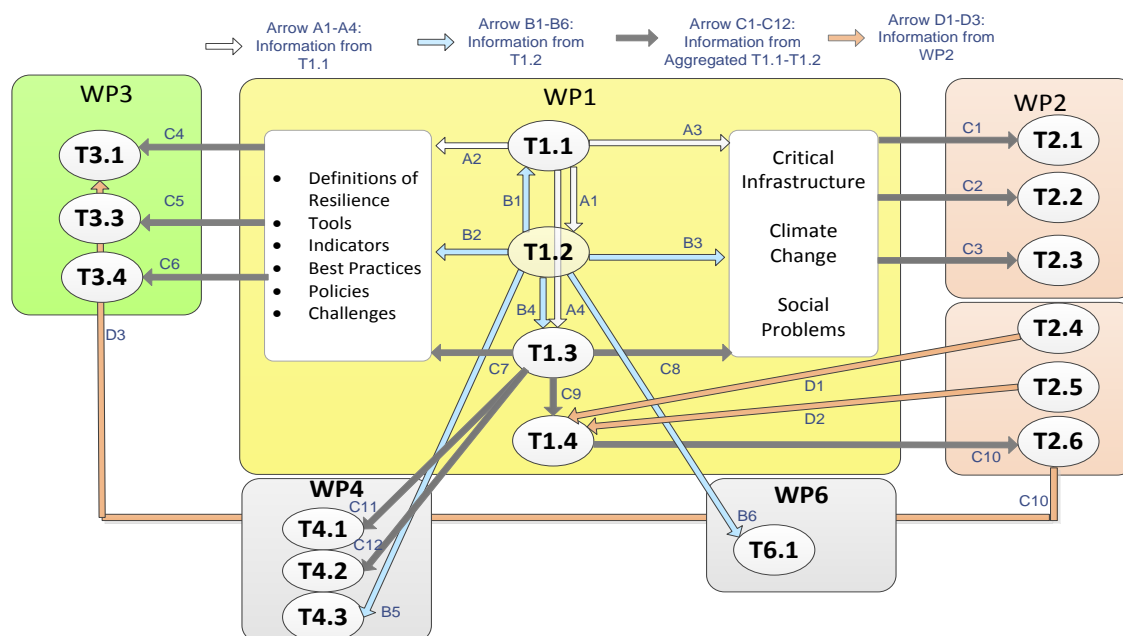 Arrow A1-A4:
Information from
T1.1
Arrow B1-B6:
Information from
T1.2
Arrow C1-C12:
Information from
Aggregated T1.1-T1.2
Arrow D1-D3:
Information from
WP2
WP3
T3.1
T3.3
T3.4
C4
C5
C6
D3
WP1
• Definitions of
Resilience
• Tools
• Indicators
• Best Practices
• Policies
• Challenges
T1.1
T1.2
T1.3
T1.4
A2
A3
B1
A1
B2
B3
B4
A4
C7
C8
C9
D1
D2
C10
Critical
Infrastructure
Climate
Change
Social
Problems
WP2
C1
T2.1
C2
T2.2
C3
T2.3
T2.4
T2.5
T2.6
C10
WP4
C11
T4.1
C12
T4.2
T4.3
B5
WP6
B6
T6.1